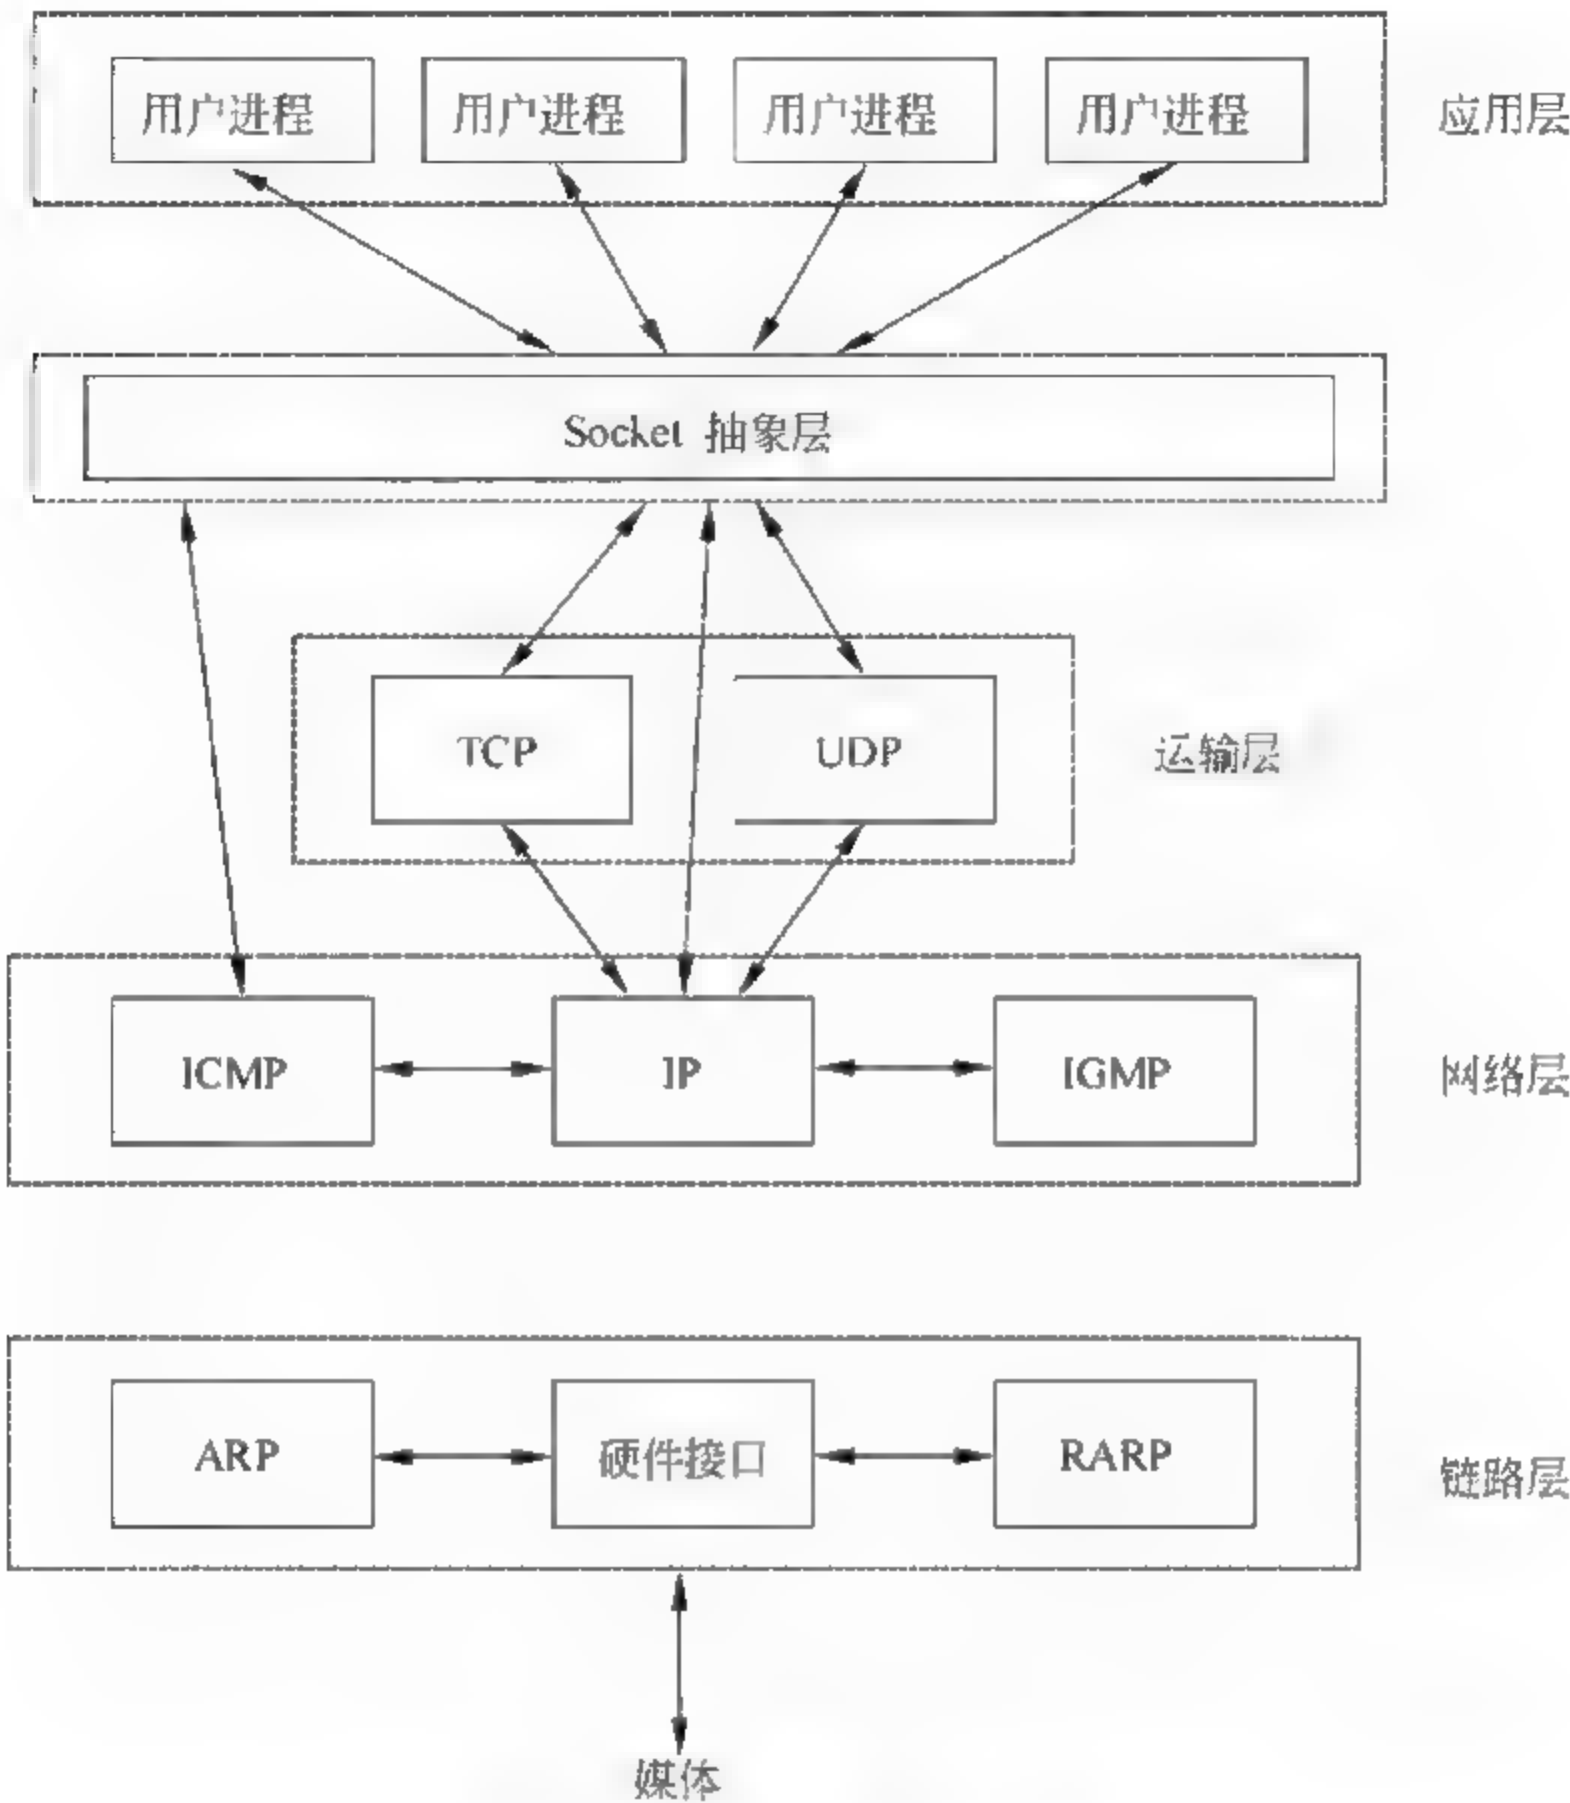 用户进程 用户进程 用户进程 用户进程 应用层
Socket 抽象层
TCP UDP 运输层
ICMP IP IGMP 网络层
ARP 硬件接口 RARP 链路层
媒体